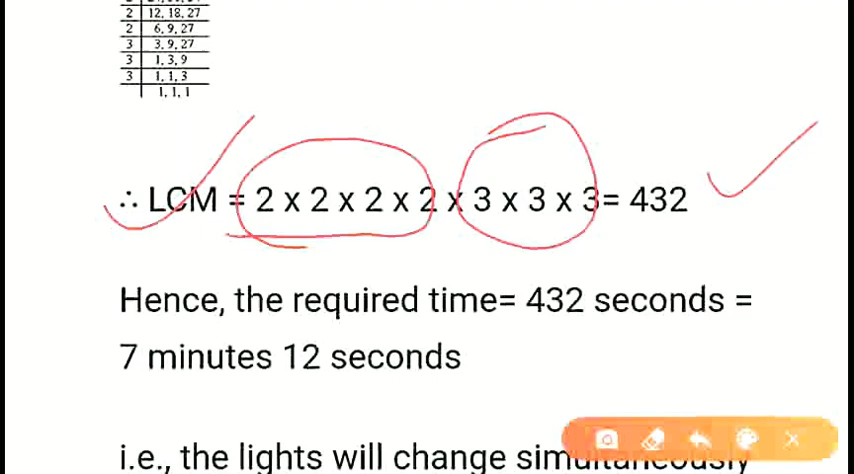 2 12, 18, 27
2 6, 9, 27
3 3, 9, 27
3 1, 3, 9
3 1, 1, 3
1, 1, 1
∴ LCM = 2 x 2 x 2 x 2 x 3 x 3 x 3= 432
Hence, the required time= 432 seconds =
7 minutes 12 seconds
i.e., the lights will change simultaneously